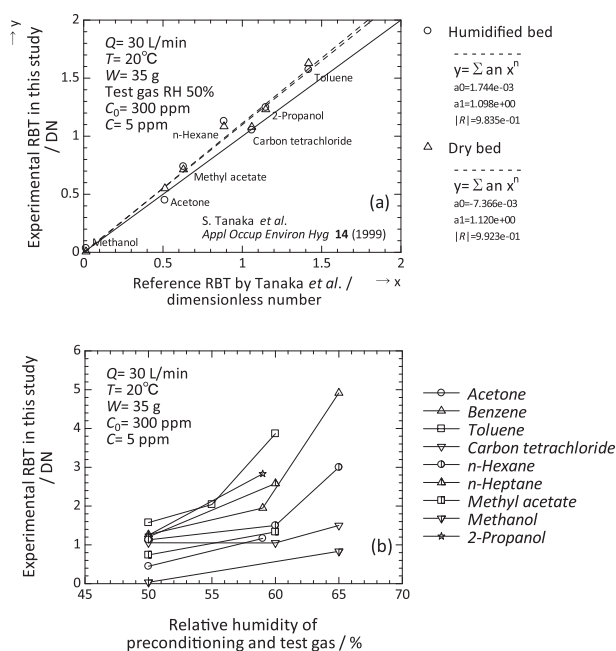 → y
Experimental RBT in this study
/ DN
2
1.5
1
0.5
0
Q= 30 L/min
T= 20℃
W= 35 g
Test gas RH 50%
C0= 300 ppm
C= 5 ppm
Toluene
2-Propanol
n-Hexane
Carbon tetrachloride
Methyl acetate
Acetone
Methanol
(a)
S. Tanaka et al.
Appl Occup Environ Hyg 14 (1999)
0 0.5 1 1.5 2
Reference RBT by Tanaka et al. /
dimensionless number
→ x
Humidified bed
y= Σ an xn
a0=1.744e-03
a1=1.098e+00
|R|=9.835e-01
Dry bed
y= Σ an xn
a0=-7.366e-03
a1=1.120e+00
|R|=9.923e-01
Experimental RBT in this study
/ DN
6
5
4
3
2
1
0
Q= 30 L/min
T= 20℃
W= 35 g
C0= 300 ppm
C= 5 ppm
(b)
45 50 55 60 65 70
Relative humidity of
preconditioning and test gas / %
Acetone
Benzene
Toluene
Carbon tetrachloride
n-Hexane
n-Heptane
Methyl acetate
Methanol
2-Propanol